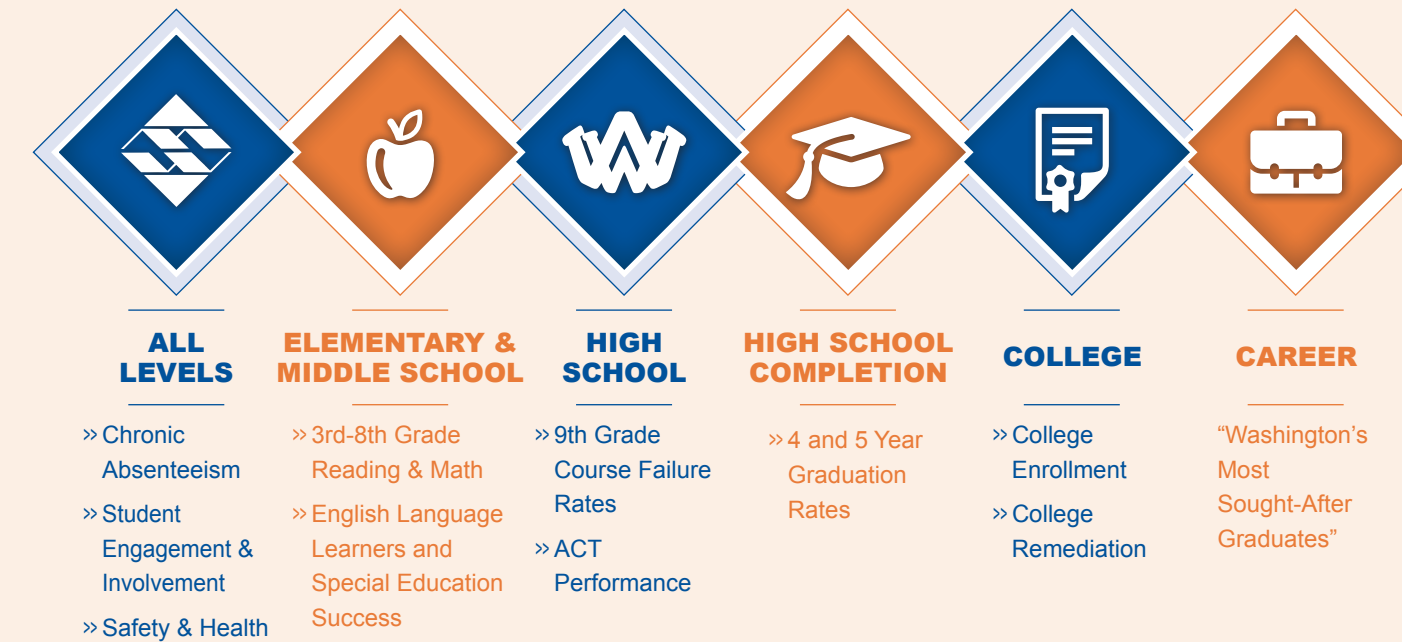 ALL
LEVELS
» Chronic
Absenteeism
» Student
Engagement &
Involvement
» Safety & Health
ELEMENTARY &
MIDDLE SCHOOL
» 3rd-8th Grade
Reading & Math
» English Language
Learners and
Special Education
Success
HIGH
SCHOOL
» 9th Grade
Course Failure
Rates
» ACT
Performance
HIGH SCHOOL
COMPLETION
» 4 and 5 Year
Graduation
Rates
COLLEGE
» College
Enrollment
» College
Remediation
CAREER
“Washington’s
Most
Sought-After
Graduates”